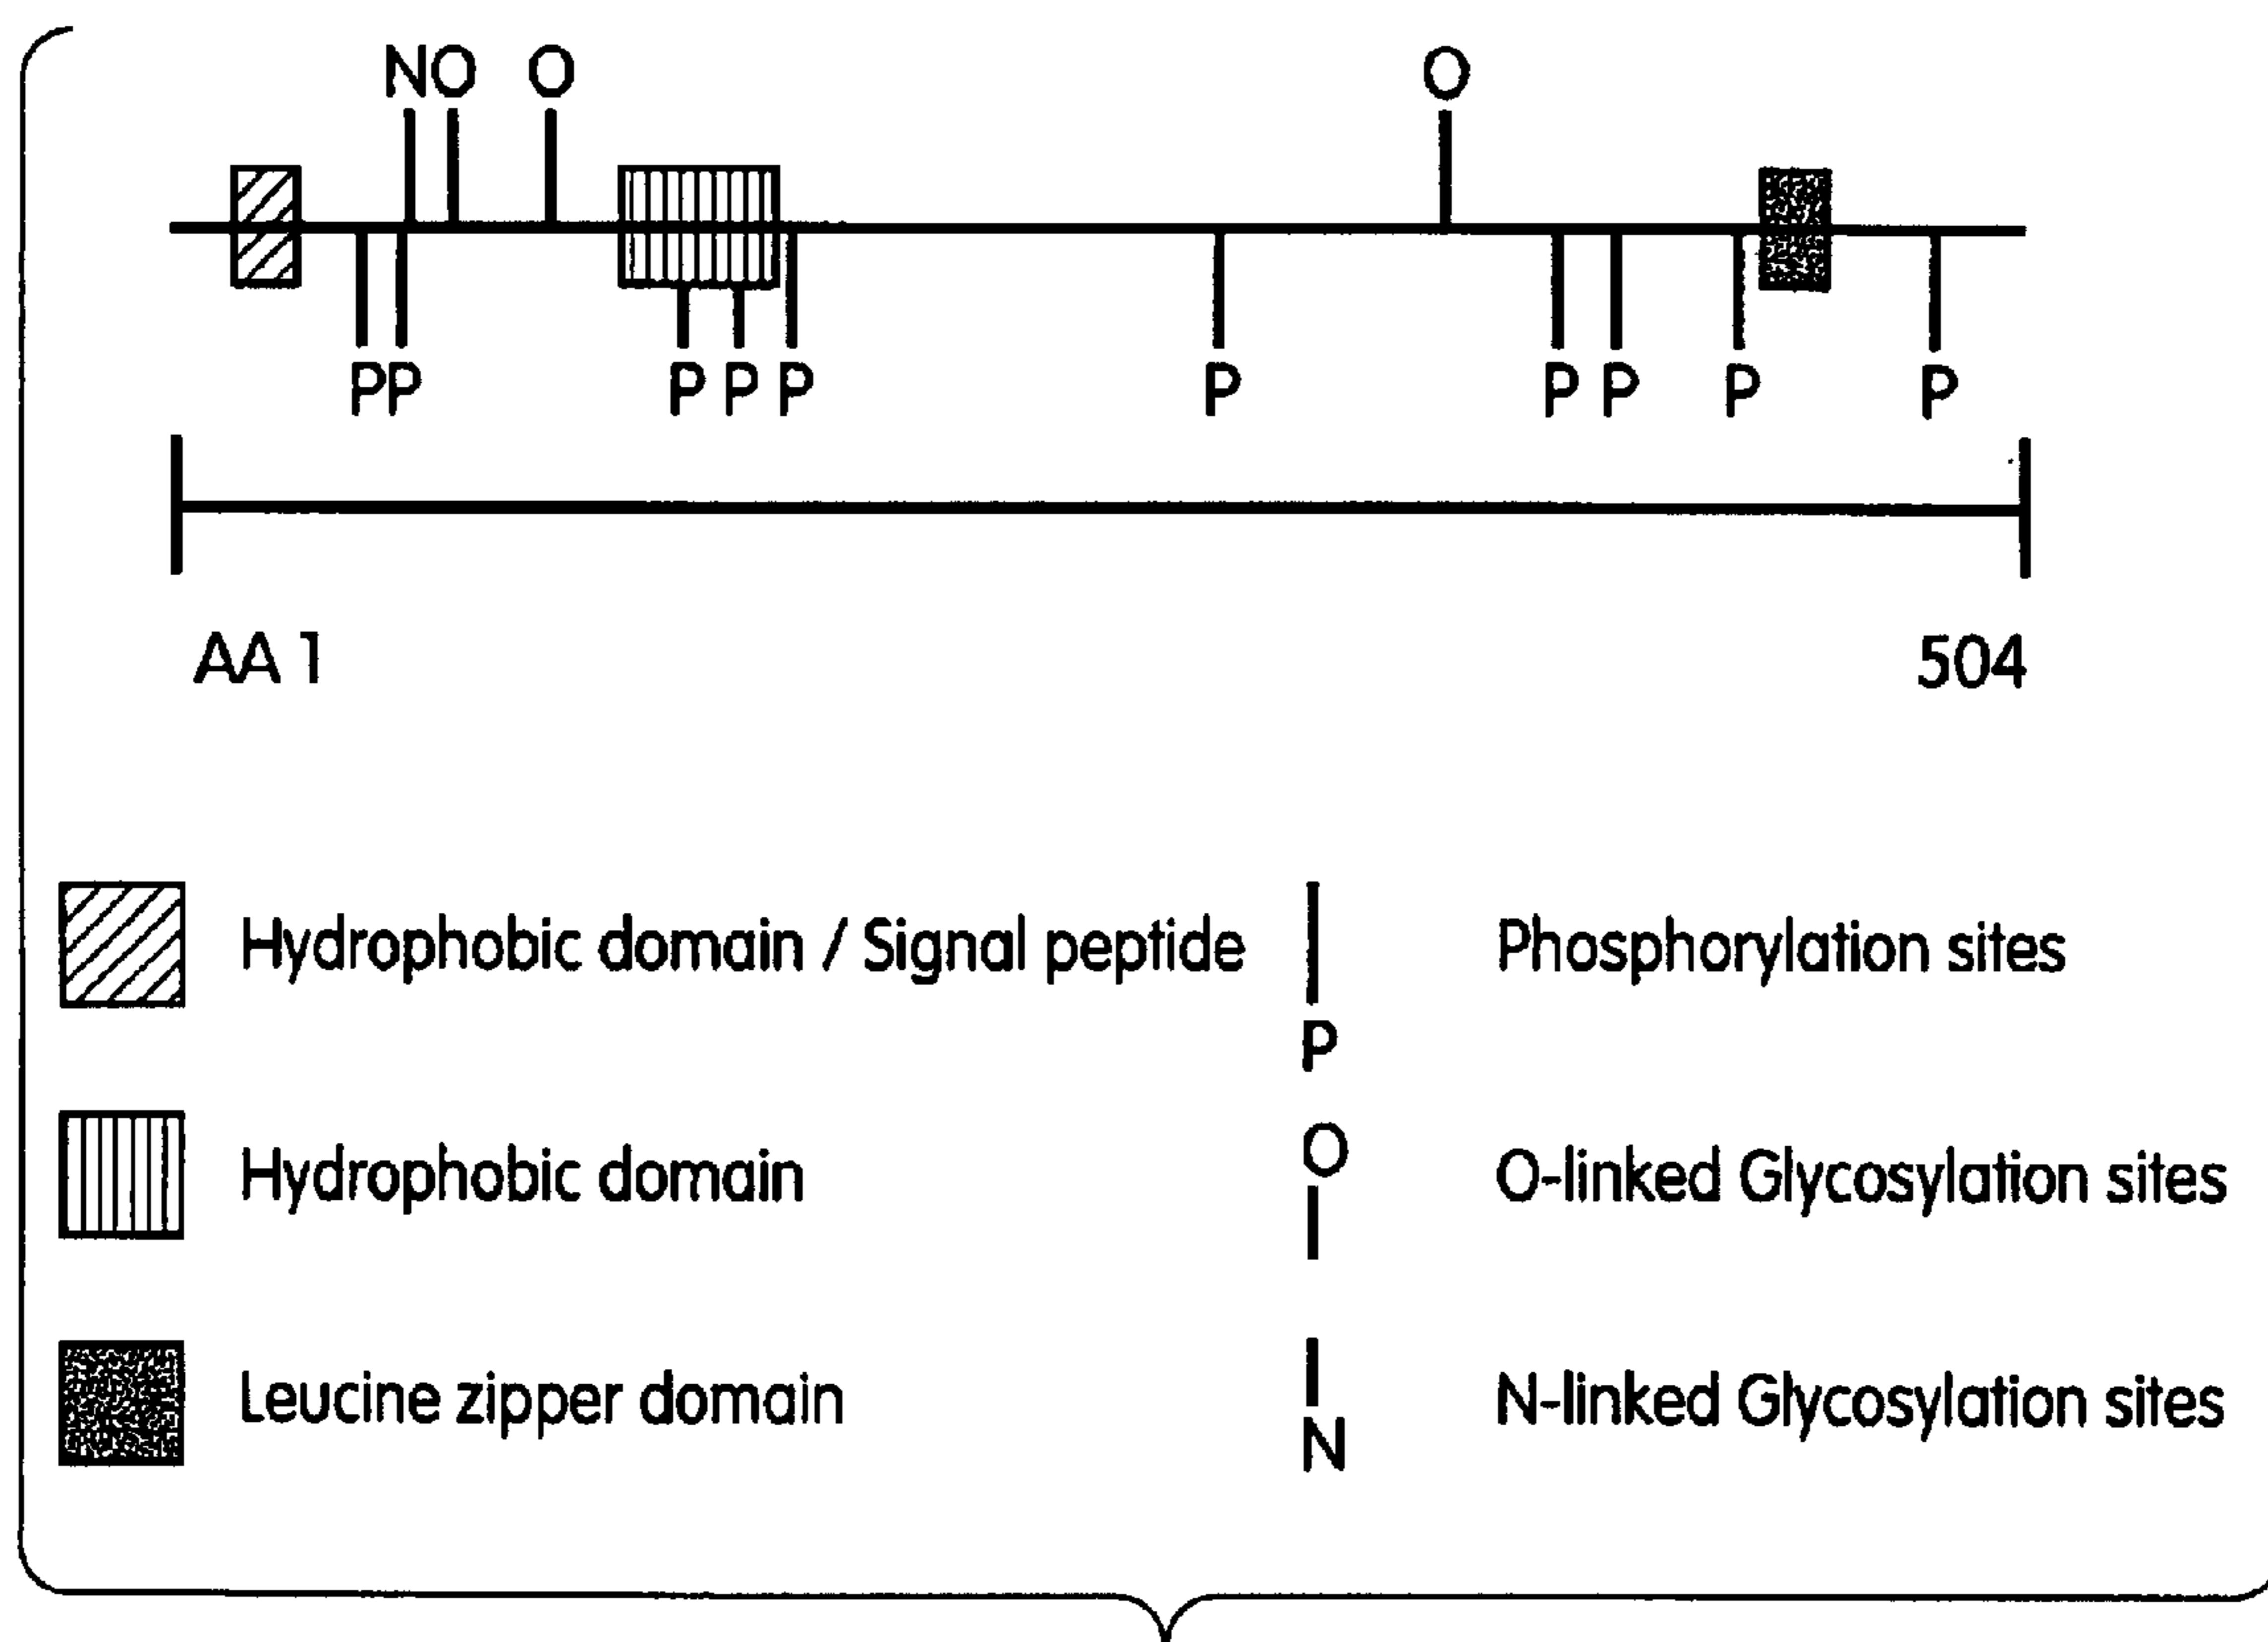 NO O O
PP P P P P P P P P
AA 1 504
Hydrophobic domain / Signal peptide
P
Phosphorylation sites
Hydrophobic domain
O
O-linked Glycosylation sites
Leucine zipper domain
N
N-linked Glycosylation sites